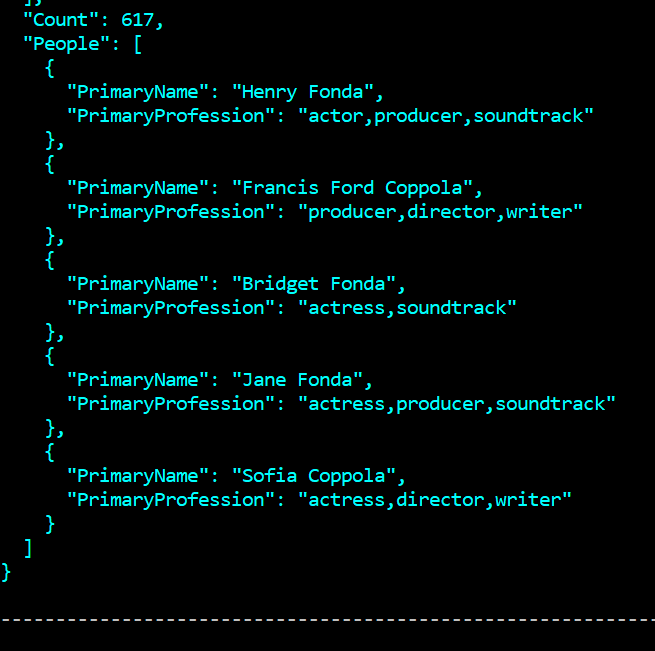 ],
"Count": 617,
"People": [
{
"PrimaryName": "Henry Fonda",
"PrimaryProfession": "actor,producer,soundtrack"
},
{
"PrimaryName": "Francis Ford Coppola",
"PrimaryProfession": "producer,director,writer"
},
{
"PrimaryName": "Bridget Fonda",
"PrimaryProfession": "actress,soundtrack"
},
{
"PrimaryName": "Jane Fonda",
"PrimaryProfession": "actress,producer,soundtrack"
},
{
"PrimaryName": "Sofia Coppola",
"PrimaryProfession": "actress,director,writer"
}
]
}
------------------------------------------------------------